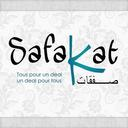 Safakat
Tous pour un deal
un deal pour tous
صفقات